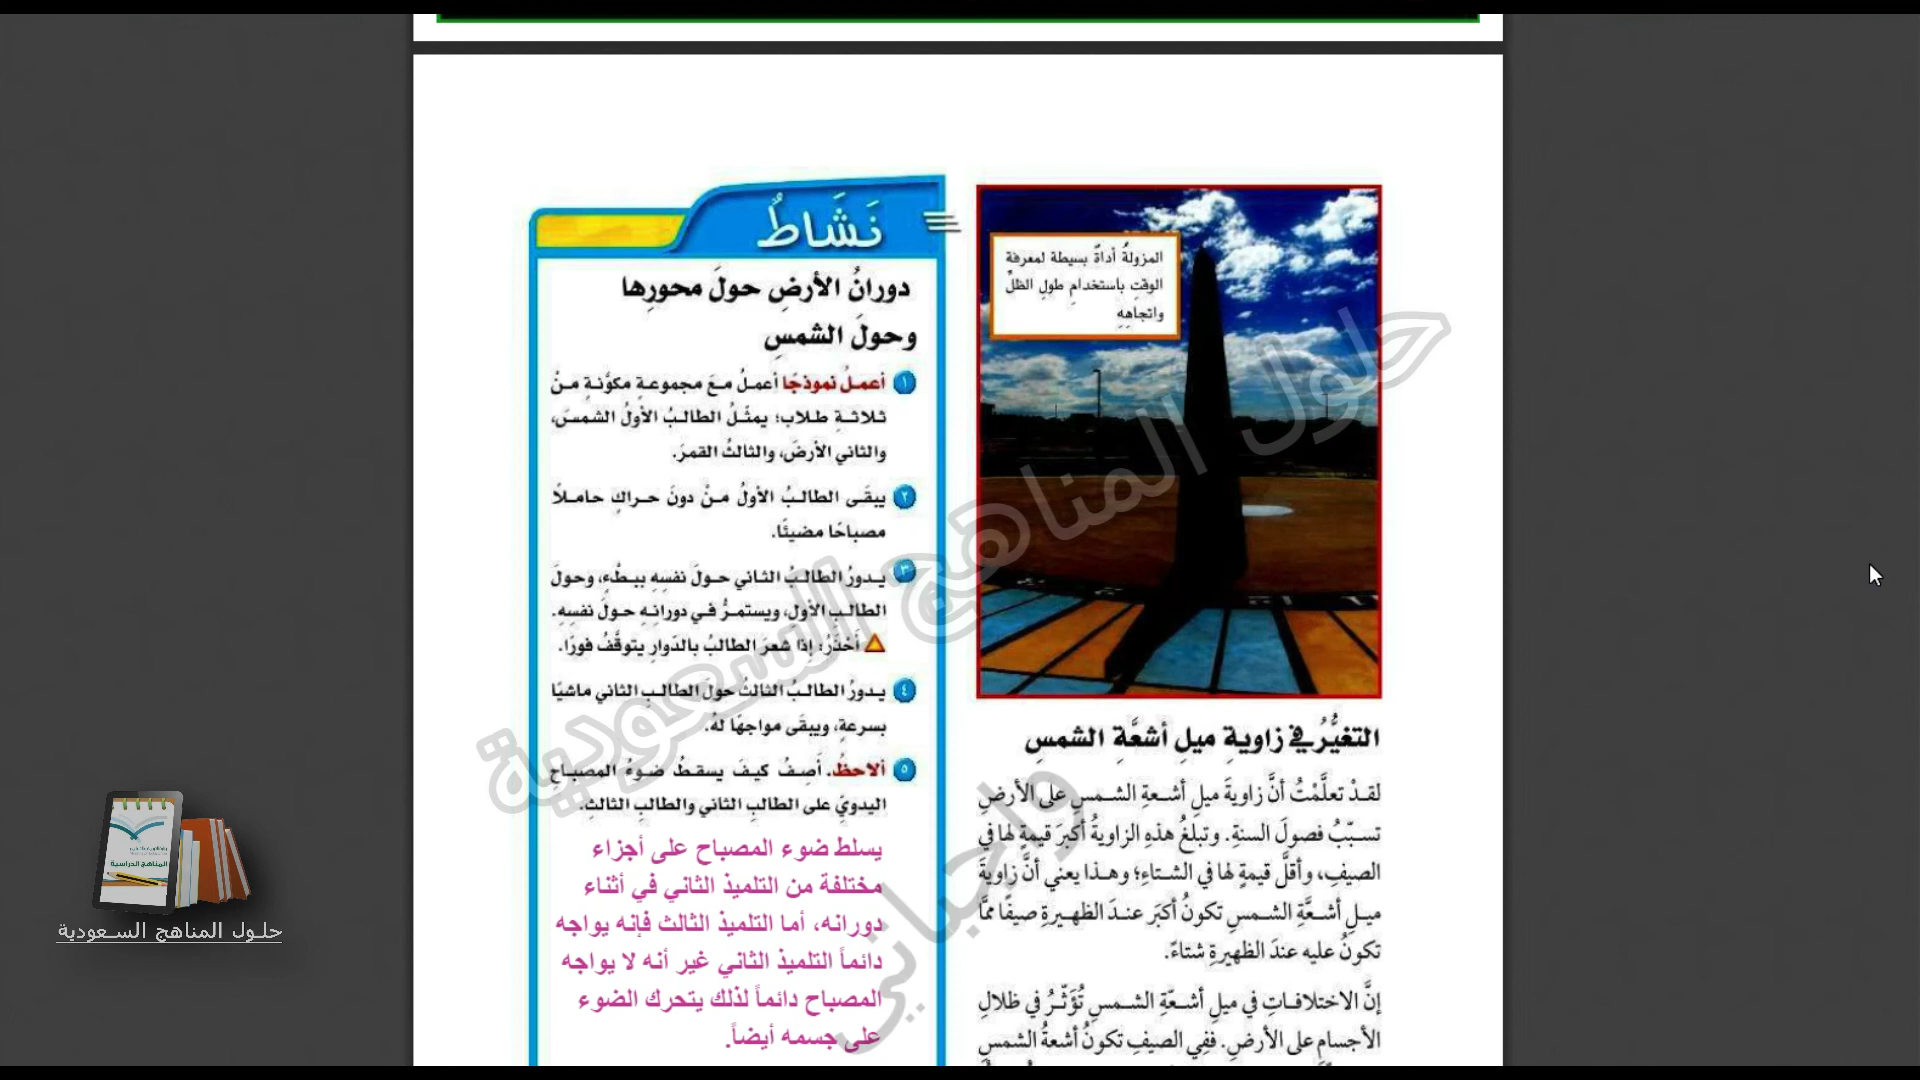 المزولةُ أداةٌ بسيطة لمعرفة
الوقتِ باستخدامِ طولِ الظلِّ
واتجاهِهِ
التغيُّرُ في زاويةِ ميلِ أشعَّةِ الشمسِ
لقدْ تعلَّمْتُ أنَّ زاويةَ ميلِ أشعةِ الشمسِ على الأرضِ
تسبّبُ فصولَ السنةِ. وتبلغُ هذهِ الزاويةُ أكبرَ قيمةٍ لها في
الصيفِ، وأقلَّ قيمةٍ لها في الشتاءِ؛ وهذا يعني أنَّ زاويةَ
ميلِ أشعَّةِ الشمسِ تكونُ أكبرَ عندَ الظهيرةِ صيفًا ممَّا
تكونُ عليه عندَ الظهيرةِ شتاءً.
إنَّ الاختلافاتِ في ميلِ أشعّةِ الشمسِ تُؤَثّرُ في ظلالِ
الأجسامِ على الأرضِ. ففِي الصيفِ تكونُ أشعةُ الشمسِ
نَشَاطٌ
دورانُ الأرضِ حولَ محورِها
وحولَ الشمسِ
١ أعملُ نموذجًا أعملُ معَ مجموعةٍ مكوَّنةٍ منْ
ثلاثةِ طلاب؛ يمثّلُ الطالبُ الأولُ الشمسَ،
والثاني الأرضَ، والثالثُ القمرَ.
٢ يبقَى الطالبُ الأولُ منْ دونَ حراكٍ حاملاً
مصباحًا مضيئًا.
٣ يدورُ الطالبُ الثاني حولَ نفسِهِ ببطْءٍ، وحولَ
الطالبِ الأولِ، ويستمرُّ في دورانِهِ حولَ نفسِهِ.
أَحْذَرُ: إذا شعرَ الطالبُ بالدّوارِ يتوقَّفُ فورًا.
٤ يدورُ الطالبُ الثالثُ حولَ الطالبِ الثاني ماشيًا
بسرعةٍ، ويبقَى مواجهًا لهُ.
٥ ألاحظُ. أَصِفُ كيفَ يسقطُ ضوءُ المصباحِ
اليدويِّ على الطالبِ الثاني والطالبِ الثالثِ.
يسلط ضوء المصباح على أجزاء
مختلفة من التلميذ الثاني في أثناء
دورانه، أما التلميذ الثالث فإنه يواجه
دائماً التلميذ الثاني غير أنه لا يواجه
المصباح دائماً لذلك يتحرك الضوء
على جسمه أيضاً.
حلول المناهج السعودية
واجباتي
المناهج الدراسية
حلول المناهج السعودية